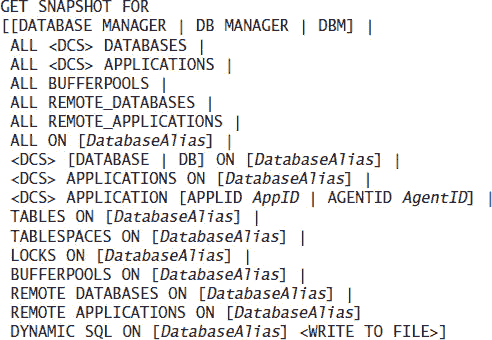 GET SNAPSHOT FOR
[[DATABASE MANAGER | DB MANAGER | DBM] |
ALL <DCS> DATABASES |
ALL <DCS> APPLICATIONS |
ALL BUFFERPOOLS |
ALL REMOTE_DATABASES |
ALL REMOTE_APPLICATIONS |
ALL ON [DatabaseAlias] |
<DCS> [DATABASE | DB] ON [DatabaseAlias] |
<DCS> APPLICATIONS ON [DatabaseAlias] |
<DCS> APPLICATION [APPLID AppID | AGENTID AgentID] |
TABLES ON [DatabaseAlias] |
TABLESPACES ON [DatabaseAlias] |
LOCKS ON [DatabaseAlias] |
BUFFERPOOLS ON [DatabaseAlias] |
REMOTE DATABASES ON [DatabaseAlias] |
REMOTE APPLICATIONS ON [DatabaseAlias]
DYNAMIC SQL ON [DatabaseAlias] <WRITE TO FILE>]